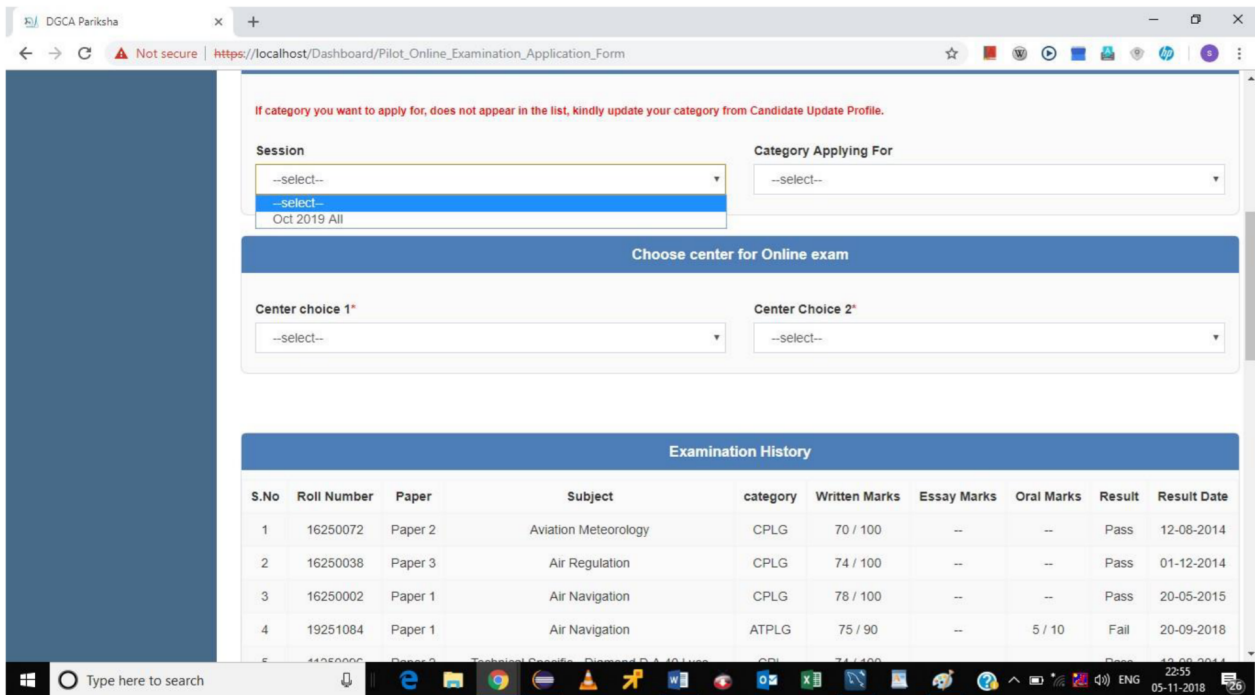 DGCA Pariksha
Not secure | https://localhost/Dashboard/Pilot_Online_Examination_Application_Form
If category you want to apply for, does not appear in the list, kindly update your category from Candidate Update Profile.
Session Category Applying For
--select-- --select--
--select--
Oct 2019 All
Choose center for Online exam
Center choice 1* Center Choice 2*
--select-- --select--
Examination History
S.No Roll Number Paper Subject category Written Marks Essay Marks Oral Marks Result Result Date
1 16250072 Paper 2 Aviation Meteorology CPLG 70 / 100 -- -- Pass 12-08-2014
2 16250038 Paper 3 Air Regulation CPLG 74 / 100 -- -- Pass 01-12-2014
3 16250002 Paper 1 Air Navigation CPLG 78 / 100 -- -- Pass 20-05-2015
4 19251084 Paper 1 Air Navigation ATPLG 75 / 90 -- 5 / 10 Fail 20-09-2018
Type here to search
ENG
22:55
05-11-2018
26